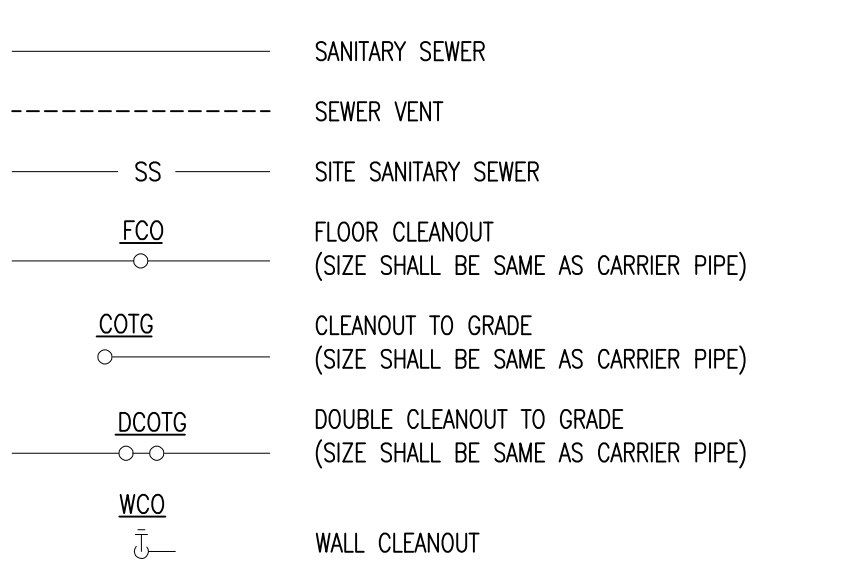 SANITARY SEWER
SEWER VENT
SS SITE SANITARY SEWER
FCO FLOOR CLEANOUT
(SIZE SHALL BE SAME AS CARRIER PIPE)
COTG CLEANOUT TO GRADE
(SIZE SHALL BE SAME AS CARRIER PIPE)
DCOTG DOUBLE CLEANOUT TO GRADE
(SIZE SHALL BE SAME AS CARRIER PIPE)
WCO
WALL CLEANOUT